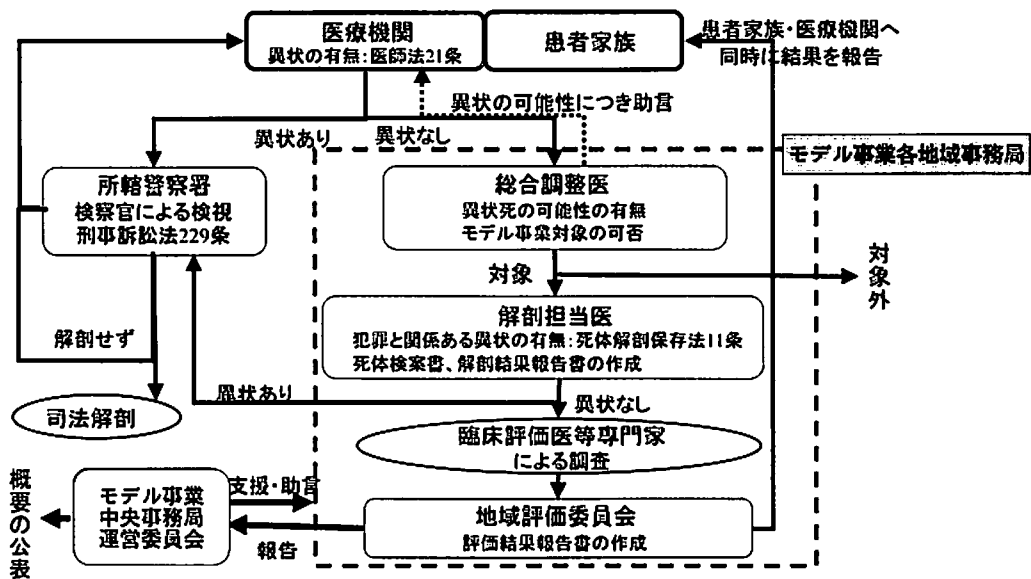 医療機関
異状の有無：医師法21条
患者家族
患者家族・医療機関へ
同時に結果を報告
異状の可能性につき助言
異状あり
異状なし
モデル事業各地域事務局
所轄警察署
検察官による検視
刑事訴訟法229条
総合調整医
異状死の可能性の有無
モデル事業対象の可否
対象
対象外
解剖担当医
犯罪と関係ある異状の有無：死体解剖保存法11条
死体検案書、解剖結果報告書の作成
解剖せず
異状あり
異状なし
司法解剖
臨床評価医等専門家
による調査
概要の公表
モデル事業
中央事務局
運営委員会
支援・助言
報告
地域評価委員会
評価結果報告書の作成